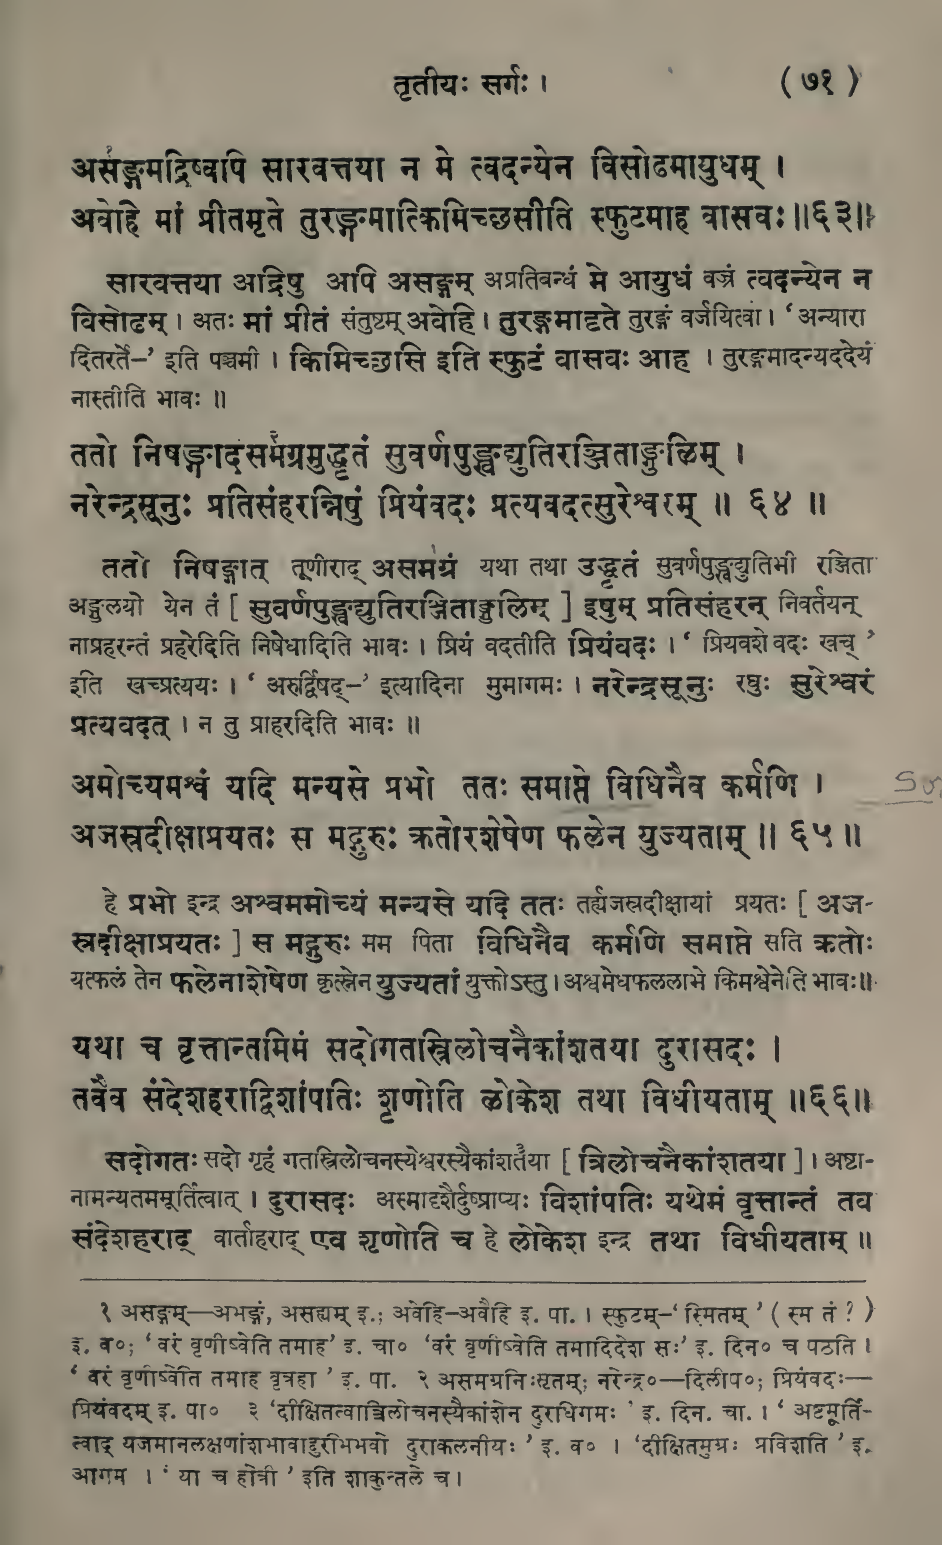 तृतीयः सर्गः । ( ७१ )
असङ्गमद्रिष्वपि सारवत्तया न मे त्वदन्येन विसोढमायुधम् ।
अवेहि मां प्रीतमृते तुरङ्गमात्किमिच्छसीति स्फुटमाह वासवः ॥६३॥
सारवत्तया अद्रिषु अपि असङ्गम् अप्रतिबन्धं मे आयुधं वज्रं त्वदन्येन न
विसोढम् । अतः मां प्रीतं संतुष्टम् अवेहि । तुरङ्गमादृते तुरङ्गं वर्जयित्वा । ‘ अन्यारा
दितरर्ते–’ इति पञ्चमी । किमिच्छसि इति स्फुटं वासवः आह । तुरङ्गमादन्यददेयं
नास्तीति भावः ॥
ततो निषङ्गादसमग्रमुद्धृतं सुवर्णपुङ्खद्युतिरञ्जिताङ्गुलिम् ।
नरेन्द्रसूनुः प्रतिसंहरन्निषुं प्रियंवदः प्रत्यवदत्सुरेश्वरम् ॥ ६४ ॥
ततो निषङ्गात् तूणीराद् असमग्रं यथा तथा उद्धृतं सुवर्णपुङ्खद्युतिभी रञ्जिता
अङ्गुलयो येन तं [ सुवर्णपुङ्खद्युतिरञ्जिताङ्गुलिम् ] इषुम् प्रतिसंहरन् निवर्तयन्
नाप्रहरन्तं प्रहरेदिति निषेधादिति भावः । प्रियं वदतीति प्रियंवदः । ‘ प्रियवशे वदः खच् ’
इति खच्प्रत्ययः । ‘ अरुर्द्विषद्–’ इत्यादिना मुमागमः । नरेन्द्रसूनुः रघुः सुरेश्वरं
प्रत्यवदत् । न तु प्राहरदिति भावः ॥
अमोच्यमश्वं यदि मन्यसे प्रभो ततः समाप्ते विधिनैव कर्मणि ।
अजस्रदीक्षाप्रयतः स मद्गुरुः क्रतोरशेषेण फलेन युज्यताम् ॥ ६५ ॥
हे प्रभो इन्द्र अश्वममोच्यं मन्यसे यदि ततः तर्ह्यजस्रदीक्षायां प्रयतः [ अज-
स्रदीक्षाप्रयतः ] स मद्गुरुः मम पिता विधिनैव कर्मणि समाप्ते सति क्रतोः
यत्फलं तेन फलेनाशेषेण कृत्स्नेन युज्यतां युक्तोऽस्तु । अश्वमेधफललाभे किमश्वेनेति भावः॥
यथा च वृत्तान्तमिमं सदोगतस्त्रिलोचनैकांशतया दुरासदः ।
तवैव संदेशहराद्विशांपतिः शृणोति लोकेश तथा विधीयताम् ॥६६॥
सदोगतः सदो गृहं गतस्त्रिलोचनस्येश्वरस्यैकांशतया [ त्रिलोचनैकांशतया ] । अष्टा-
नामन्यतममूर्तित्वात् । दुरासदः अस्मादृशैर्दुष्प्राप्यः विशांपतिः यथेमं वृत्तान्तं तव
संदेशहराद् वार्ताहराद् एव शृणोति च हे लोकेश इन्द्र तथा विधीयताम् ॥
१ असङ्गम्—अभङ्गं, असह्यम् इ.; अवेहि–अवैहि इ. पा. । स्फुटम्–‘ स्मितम् ’ ( स्म तं ? )
इ. व०; ‘ वरं वृणीष्वेति तमाह’ इ. चा० ‘वरं वृणीष्वेति तमादिदेश सः’ इ. दिन० च पठति ।
‘ वरं वृणीष्वेति तमाह वृत्रहा ’ इ. पा. २ असमग्रनिःसृतम्; नरेन्द्र०—दिलीप०; प्रियंवदः—
प्रियंवदम् इ. पा० ३ ‘दीक्षितत्वात्रिलोचनस्यैकांशेन दुरधिगमः ’ इ. दिन. चा. । ‘ अष्टमूर्ति-
त्वाद् यजमानलक्षणांशभावादुरभिभवो दुराकलनीयः ’ इ. व० । ‘दीक्षितमुग्रः प्रविशति ’ इ.
आगम । ‘ या च होत्री ’ इति शाकुन्तले च ।